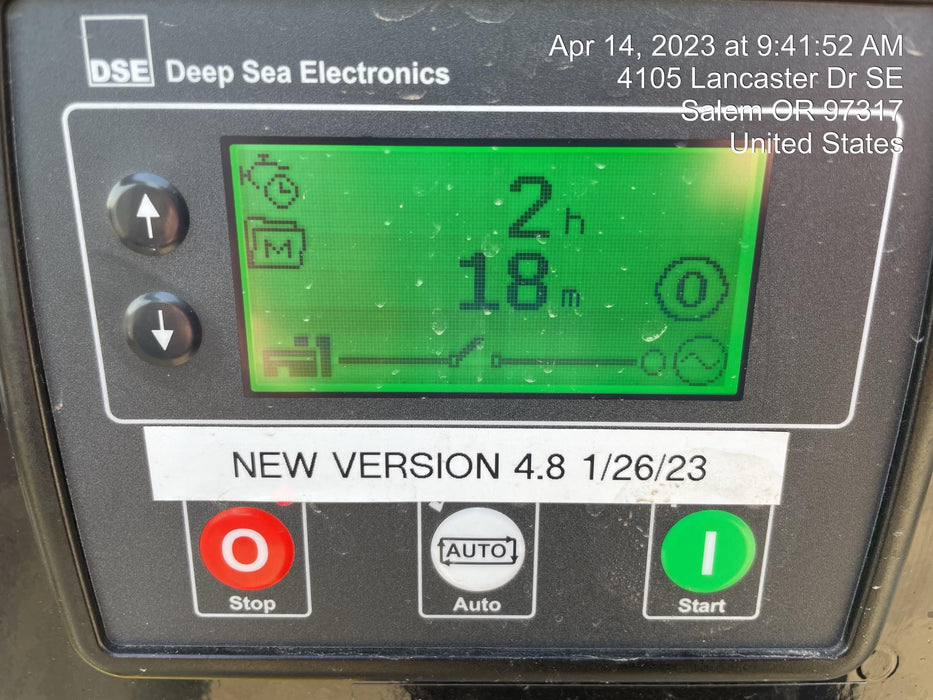 Apr 14, 2023 at 9:41:52 AM
4105 Lancaster Dr SE
Salem OR 97317
United States
DSE Deep Sea Electronics
2 h
M
18 m
0
NEW VERSION 4.8 1/26/23
O AUTO I
Stop Auto Start